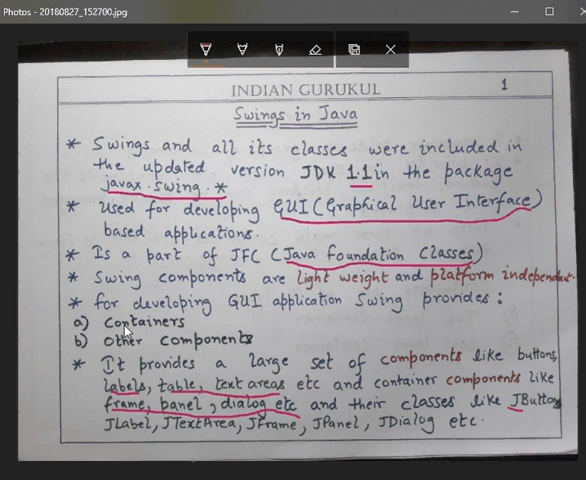 Photos - 20180827_152700.jpg
INDIAN GURUKUL 1
Swings in Java
* Swings and all its classes were included in
the updated version JDK 1.1 in the package
javax.swing.*
* Used for developing GUI (Graphical User Interface)
based applications.
* Is a part of JFC (Java Foundation Classes)
* Swing components are light weight and platform independent.
* for developing GUI application Swing provides:
a) Containers
b) Other components
* It provides a large set of components like buttons,
labels, table, text areas etc and container components like
frame, panel, dialog etc and their classes like JButton,
JLabel, JTextArea, JFrame, JPanel, JDialog etc.